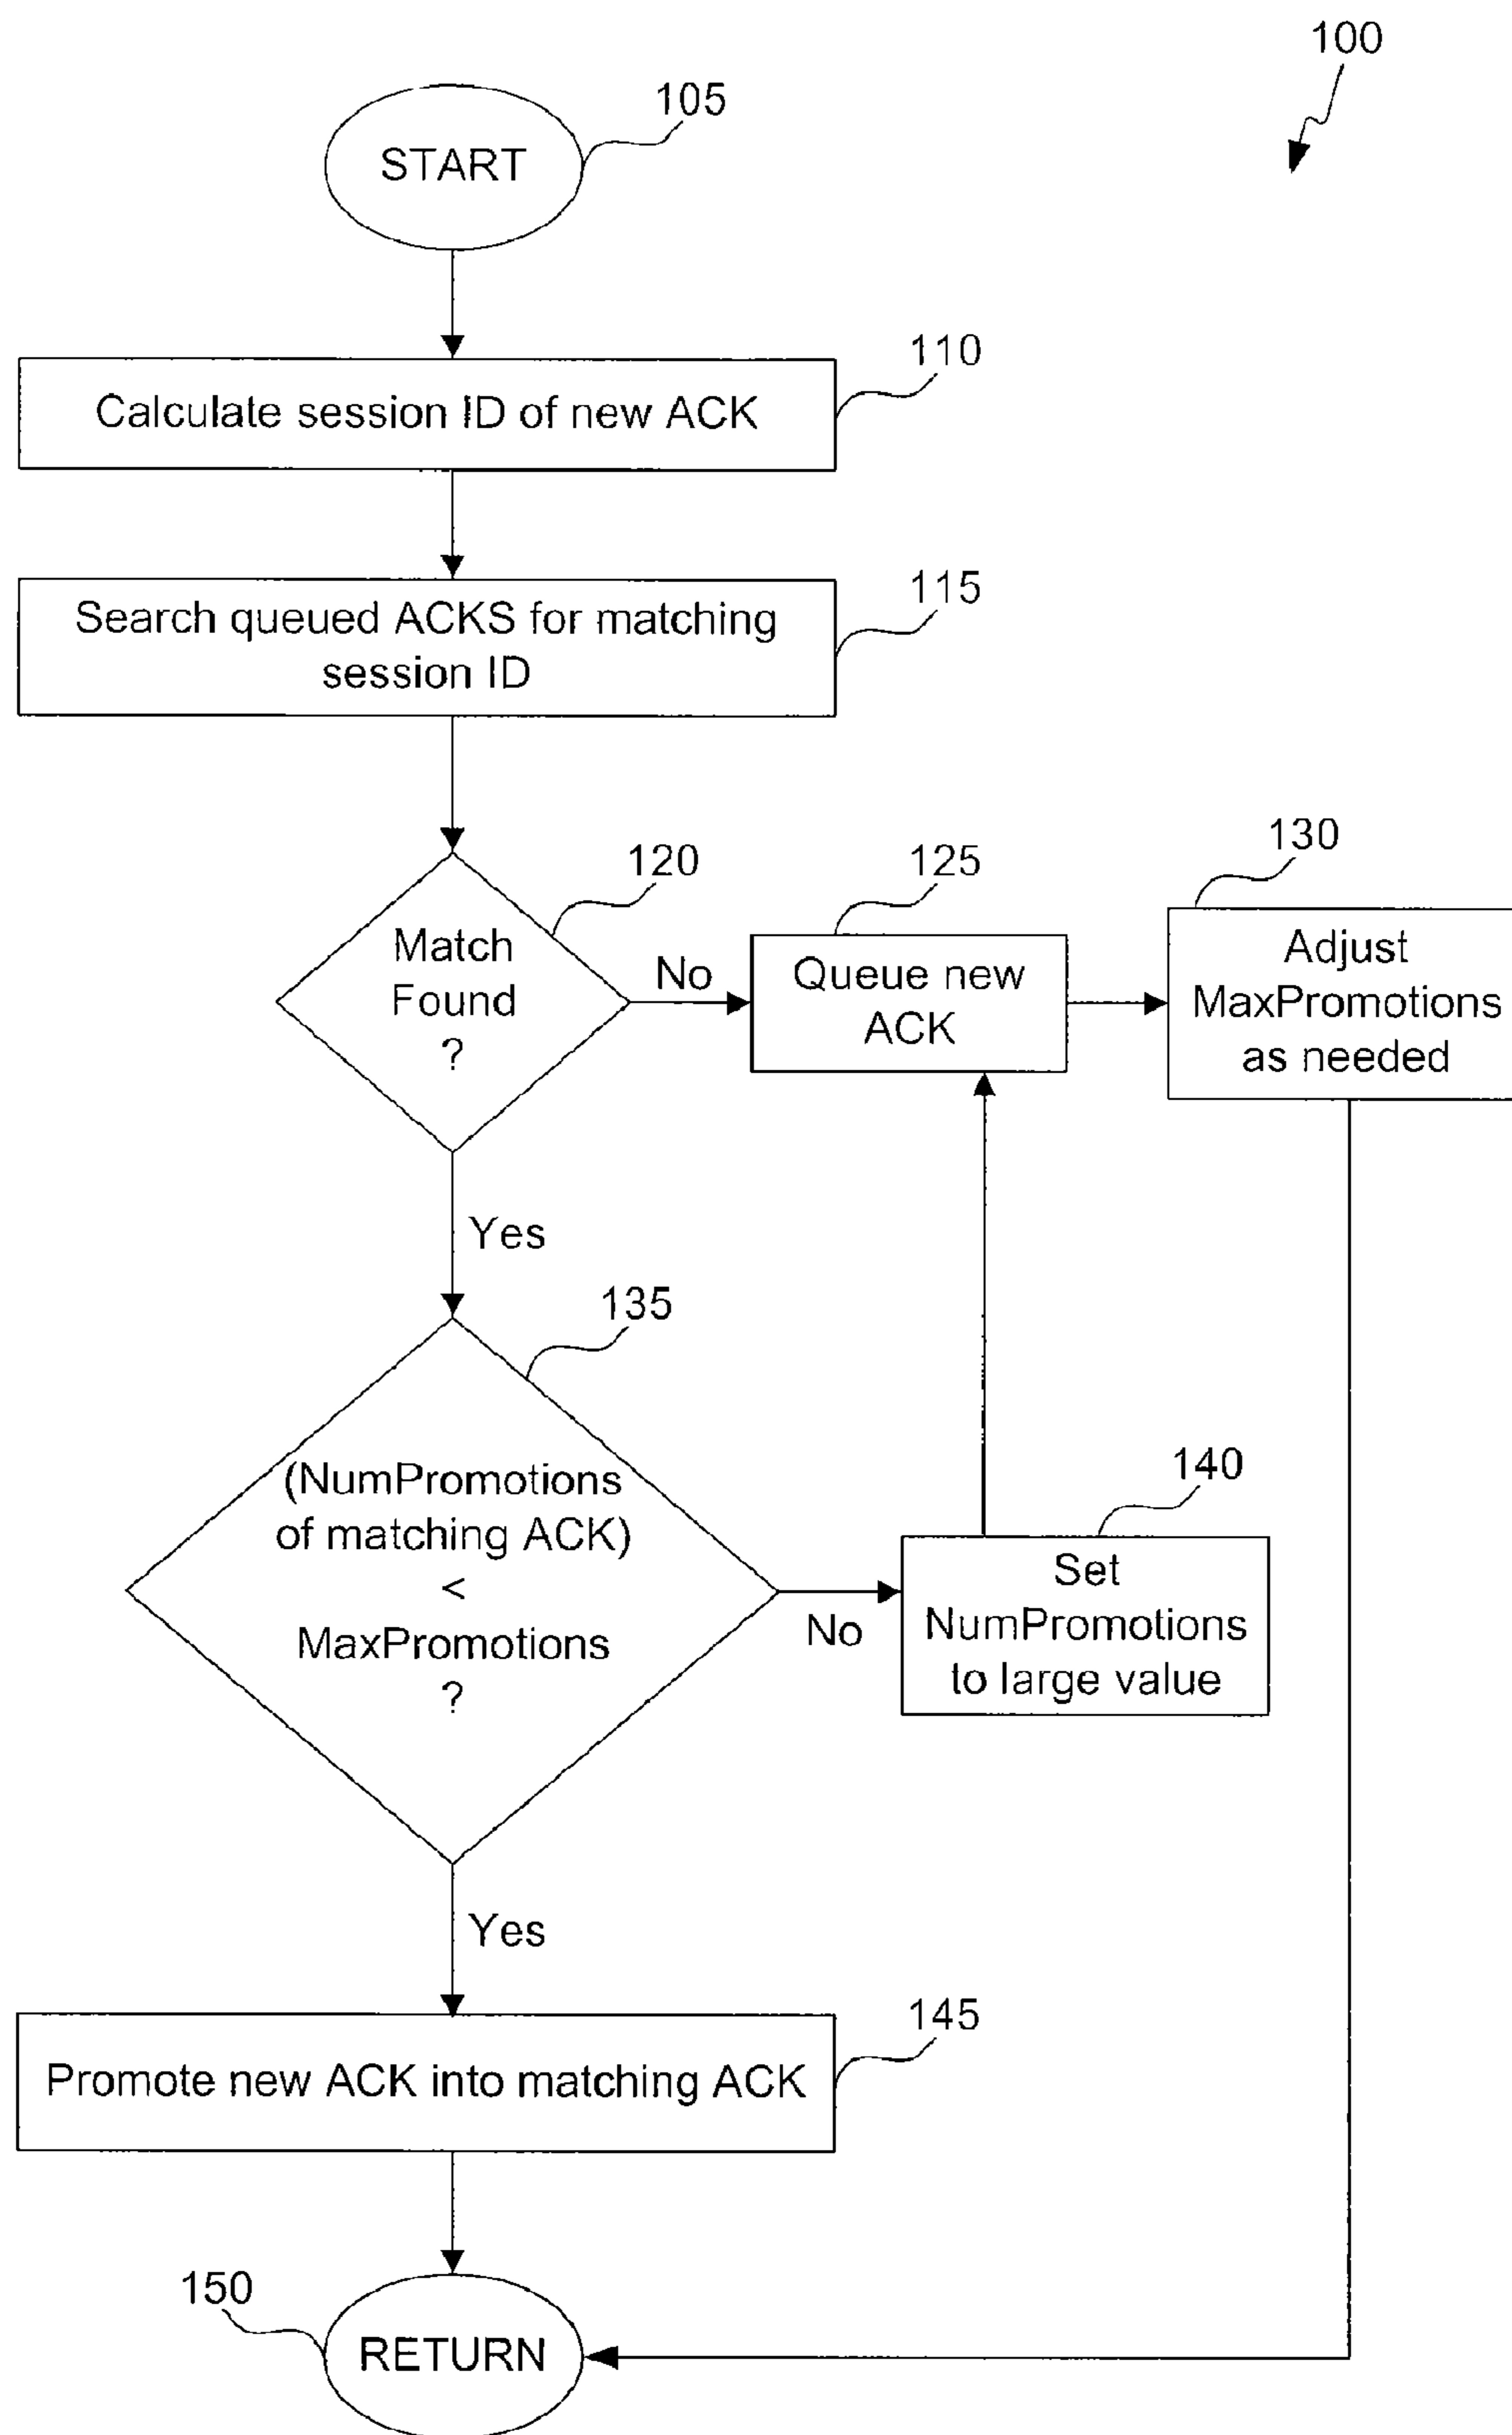 100
105
START
110
Calculate session ID of new ACK
115
Search queued ACKS for matching
session ID
120
Match
Found
?
No
125
Queue new
ACK
130
Adjust
MaxPromotions
as needed
Yes
135
(NumPromotions
of matching ACK)
<
MaxPromotions
?
No
140
Set
NumPromotions
to large value
Yes
145
Promote new ACK into matching ACK
150
RETURN